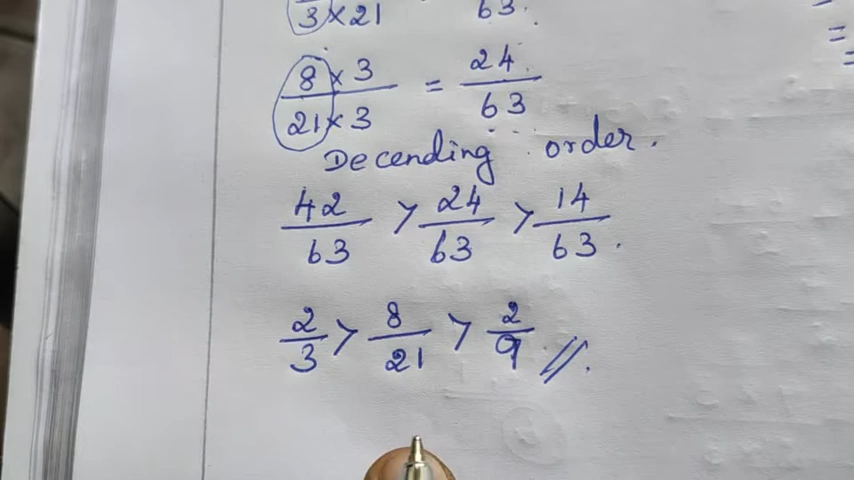 3×21 63.
8×3 / 21×3 = 24 / 63
Decending order.
42/63 > 24/63 > 14/63.
2/3 > 8/21 > 2/9 //.